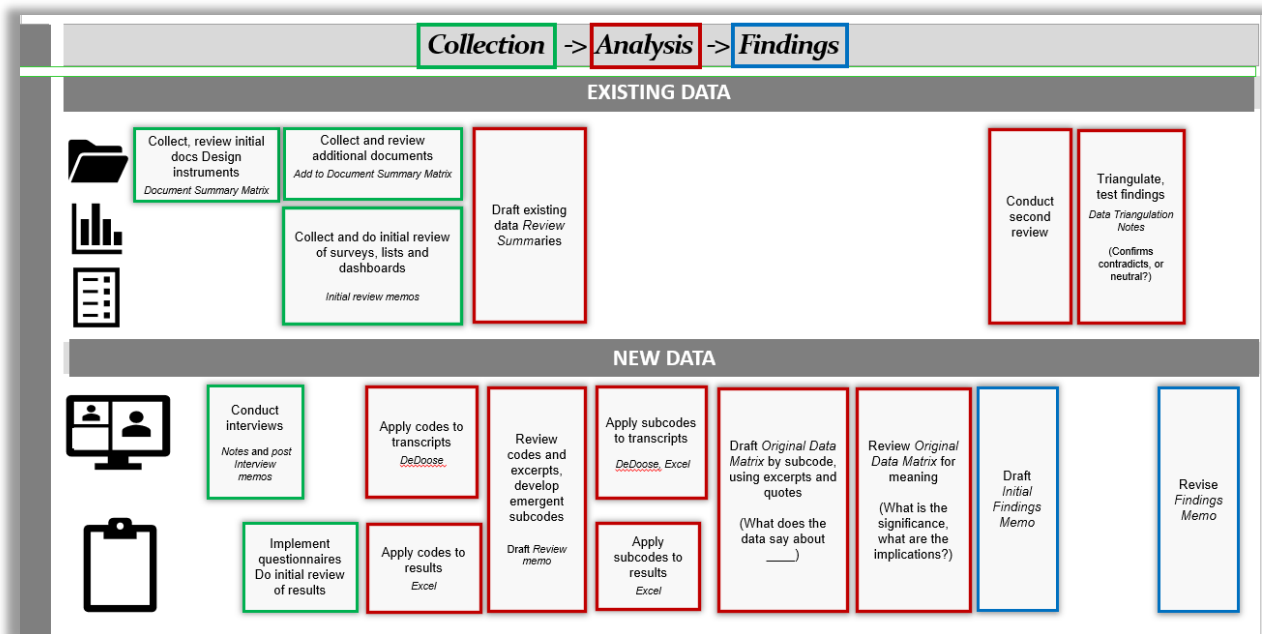 Collection -> Analysis -> Findings
EXISTING DATA
Collect, review initial
docs Design
instruments
Document Summary Matrix
Collect and review
additional documents
Add to Document Summary Matrix
Collect and do initial review
of surveys, lists and
dashboards
Initial review memos
Draft existing
data Review
Summaries
Conduct
second
review
Triangulate,
test findings
Data Triangulation
Notes
(Confirms
contradicts, or
neutral?)
NEW DATA
Conduct
interviews
Notes and post
Interview
memos
Implement
questionnaires
Do initial review
of results
Apply codes to
transcripts
DeDoose
Apply codes to
results
Excel
Review
codes and
excerpts,
develop
emergent
subcodes
Draft Review
memo
Apply subcodes
to transcripts
DeDoose, Excel
Apply
subcodes to
results
Excel
Draft Original Data
Matrix by subcode,
using excerpts and
quotes
(What does the
data say about
____)
Review Original
Data Matrix for
meaning
(What is the
significance,
what are the
implications?)
Draft
Initial
Findings
Memo
Revise
Findings
Memo